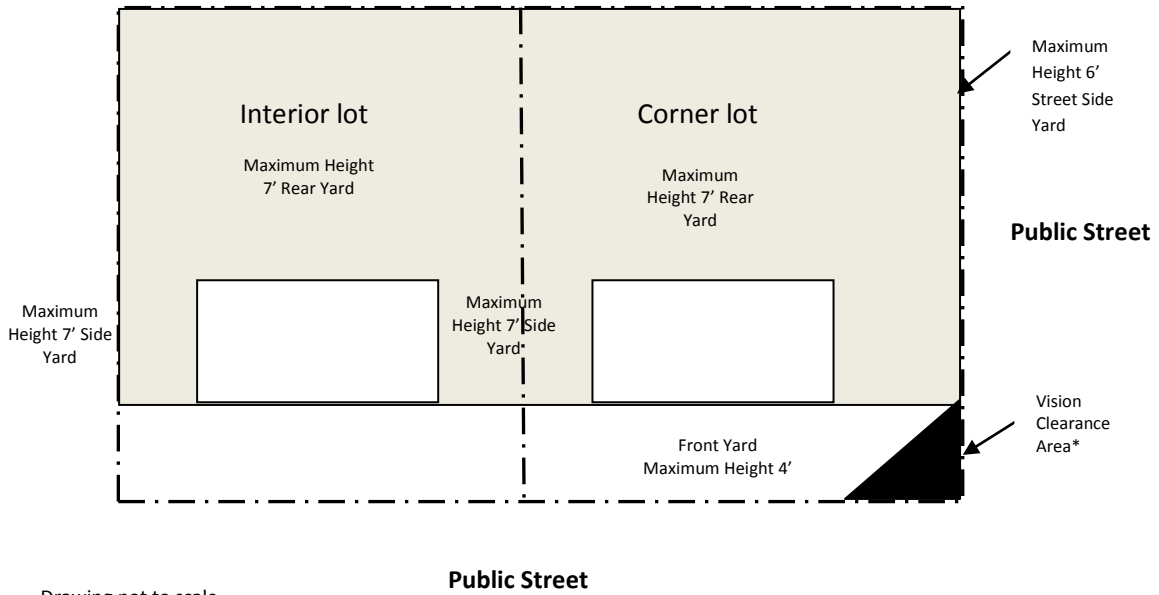 Maximum
Height 6’
Street Side
Yard
Interior lot
Corner lot
Maximum Height
7’ Rear Yard
Maximum
Height 7’ Rear
Yard
Public Street
Maximum
Height 7’ Side
Yard
Maximum
Height 7’ Side
Yard
Vision
Clearance
Area*
Front Yard
Maximum Height 4’
Public Street
Drawing not to scale